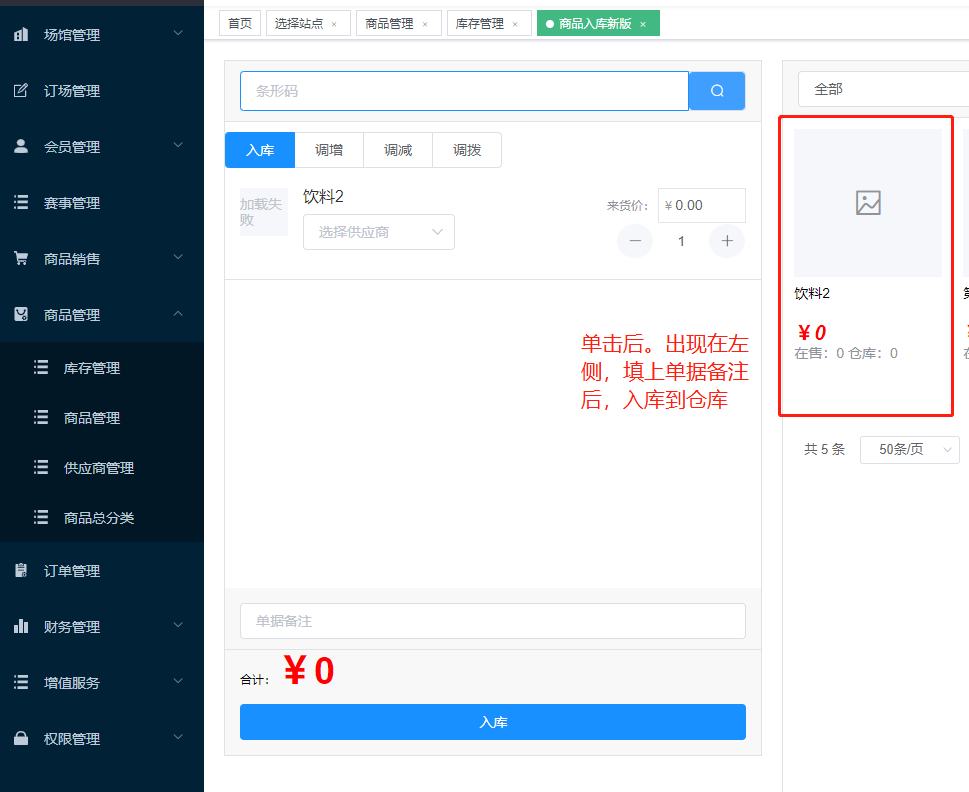 场馆管理
订场管理
会员管理
赛事管理
商品销售
商品管理
库存管理
商品管理
供应商管理
商品总分类
订单管理
财务管理
增值服务
权限管理
首页 选择站点 × 商品管理 × 库存管理 × 商品入库新版 ×
条形码
入库 调增 调减 调拨
加载失
败
饮料2
选择供应商
来货价: ¥ 0.00
1
单击后。出现在左
侧，填上单据备注
后，入库到仓库
单据备注
合计: ¥ 0
入库
全部
饮料2
¥ 0
在售: 0 仓库: 0
共 5 条 50条/页